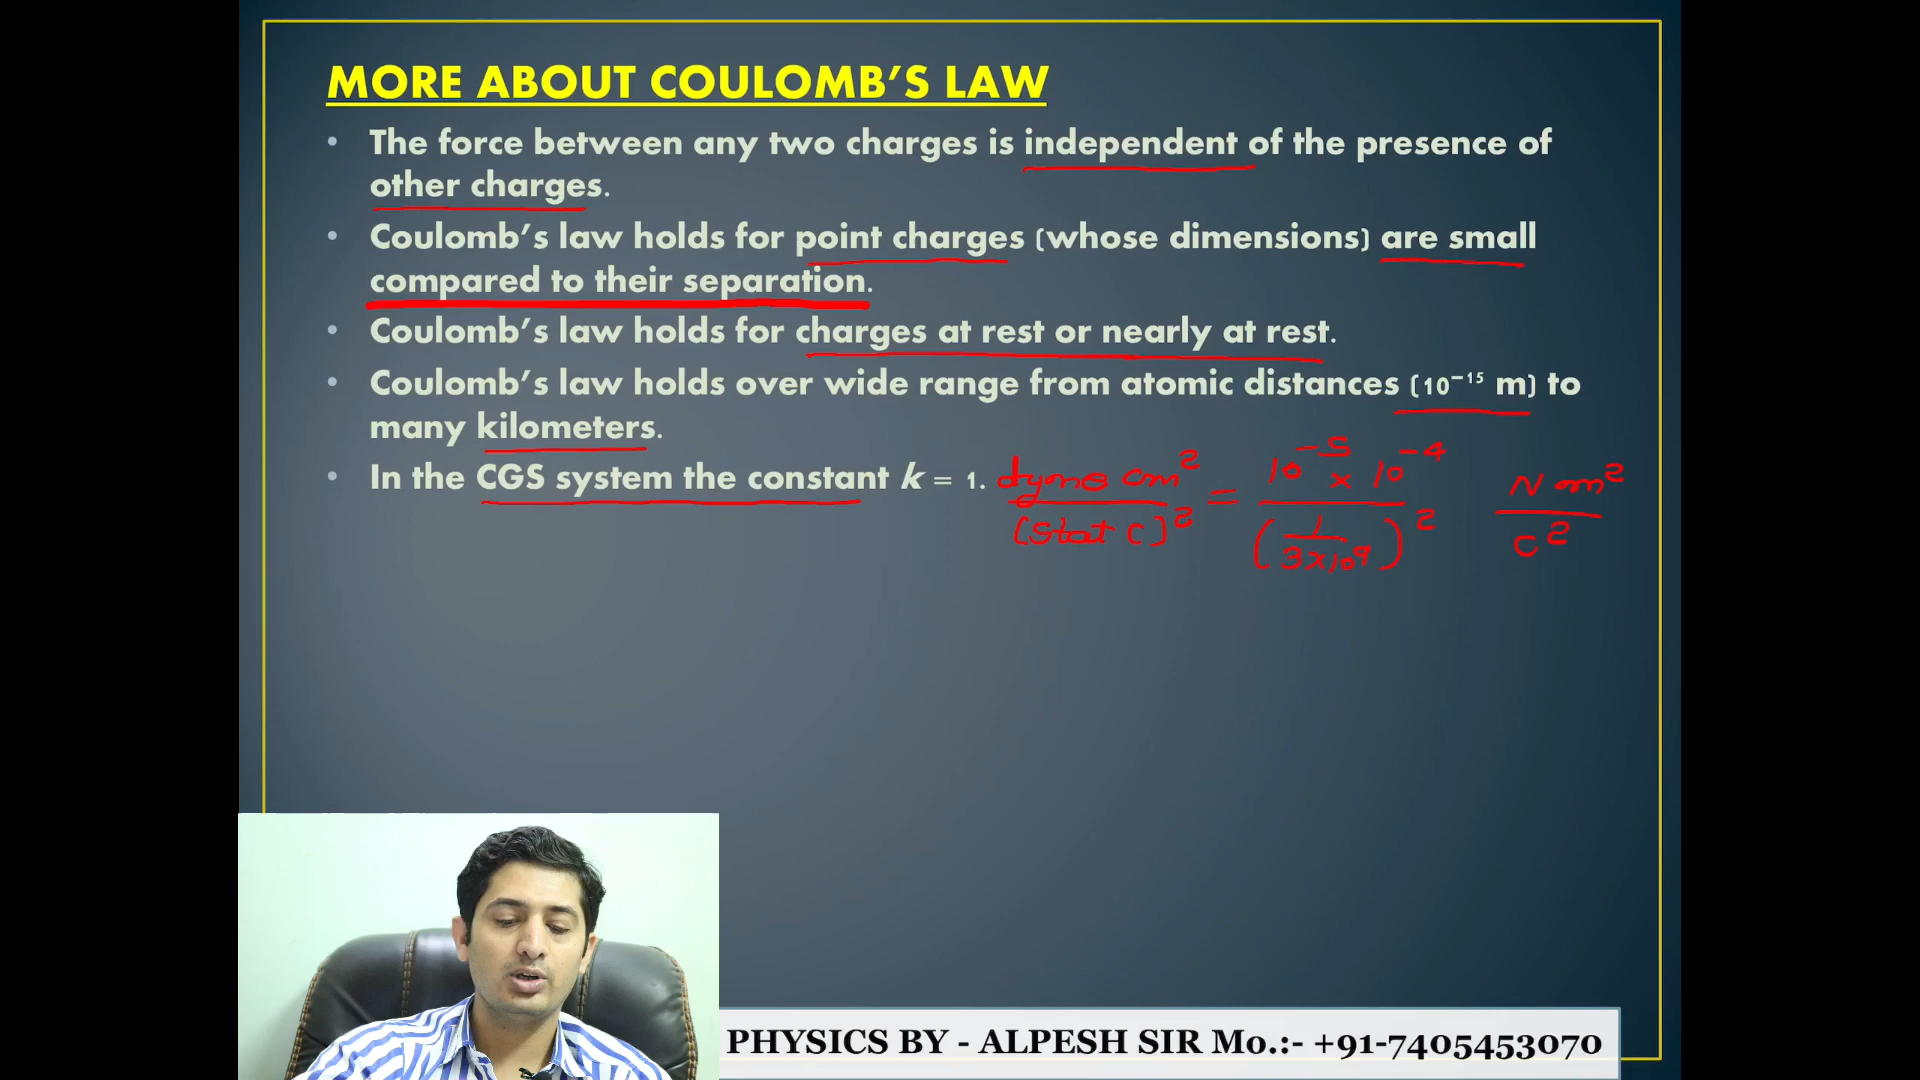 MORE ABOUT COULOMB'S LAW
• The force between any two charges is independent of the presence of
other charges.
• Coulomb's law holds for point charges (whose dimensions) are small
compared to their separation.
• Coulomb's law holds for charges at rest or nearly at rest.
• Coulomb's law holds over wide range from atomic distances (10⁻¹⁵ m) to
many kilometers.
• In the CGS system the constant k = 1. dyne cm² / (Stat C)² = 10⁻⁵ × 10⁻⁴ / (1 / 3×10⁹)² N m² / C²
PHYSICS BY - ALPESH SIR Mo.:- +91-7405453070